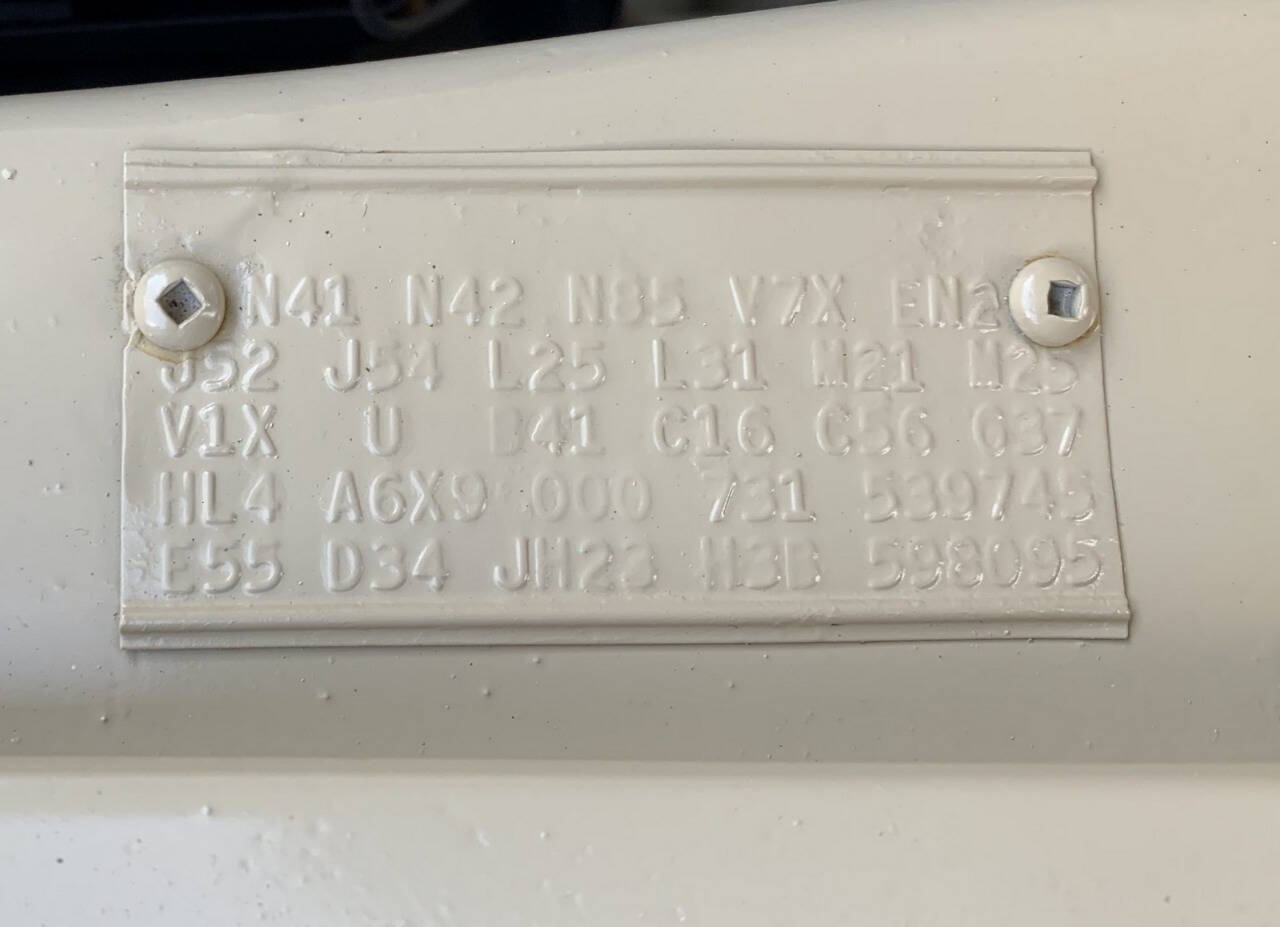 N41 N42 N85 V7X EN2
J52 J54 L25 L31 M21 M25
V1X U B41 C16 C56 G37
HL4 A6X9 000 731 539745
E55 D34 JH23 H3B 598095